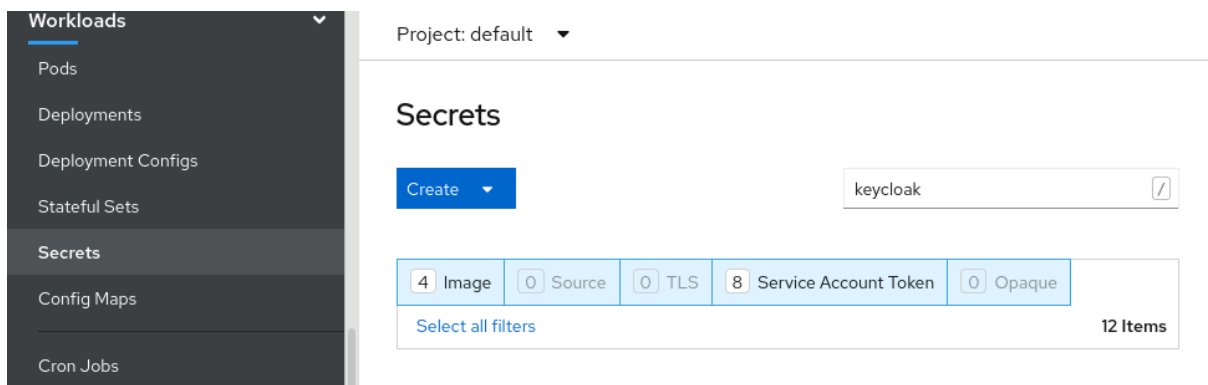 Workloads
Pods
Deployments
Deployment Configs
Stateful Sets
Secrets
Config Maps
Cron Jobs
Project: default
Secrets
Create
keycloak /
4 Image 0 Source 0 TLS 8 Service Account Token 0 Opaque
Select all filters 12 Items